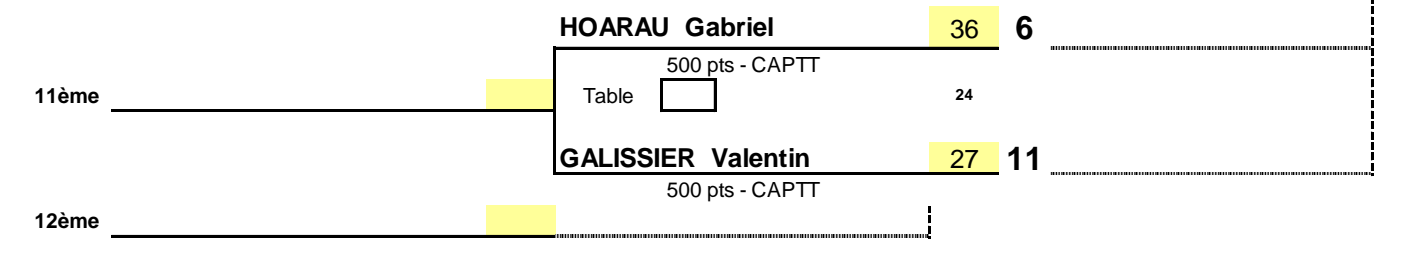 HOARAU Gabriel 36 6
500 pts - CAPTT
11ème Table 24
GALISSIER Valentin 27 11
500 pts - CAPTT
12ème